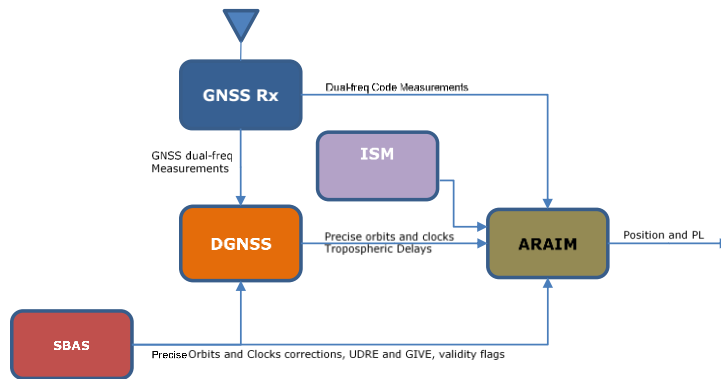 GNSS Rx
Dual-freq Code Measurements
ISM
GNSS dual-freq
Measurements
DGNSS
Precise orbits and clocks
Tropospheric Delays
ARAIM
Position and PL
SBAS
Precise Orbits and Clocks corrections, UDRE and GIVE, validity flags